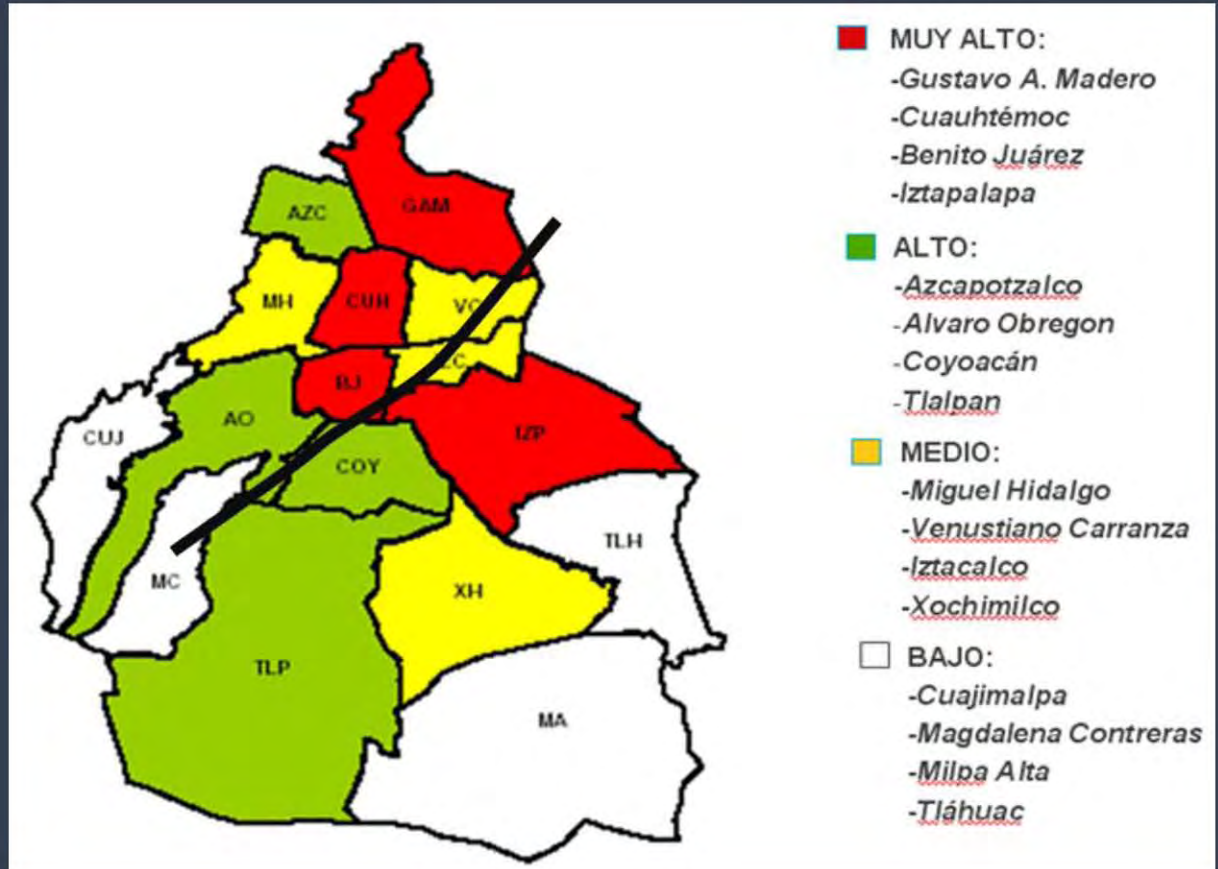 MUY ALTO:
-Gustavo A. Madero
-Cuauhtémoc
-Benito Juárez
-Iztapalapa
ALTO:
-Azcapotzalco
-Alvaro Obregon
-Coyoacán
-Tlalpan
MEDIO:
-Miguel Hidalgo
-Venustiano Carranza
-Iztacalco
-Xochimilco
BAJO:
-Cuajimalpa
-Magdalena Contreras
-Milpa Alta
-Tláhuac
GAM
AZC
MH
CUH
VC
BJ
AO
CUJ
IZP
COY
TLH
MC
XH
TLP
MA